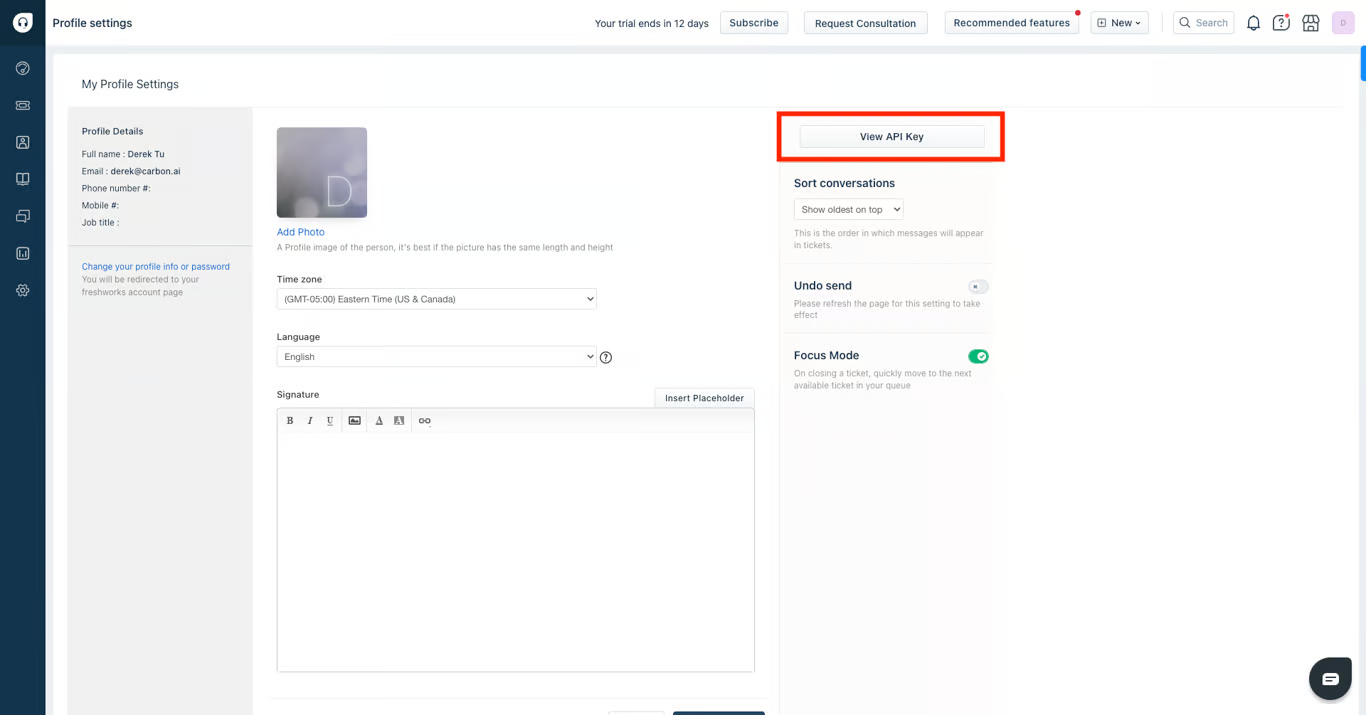 Profile settings
Your trial ends in 12 days
Subscribe
Request Consultation
Recommended features
New
Search
D
My Profile Settings
Profile Details
Full name : Derek Tu
Email : derek@carbon.ai
Phone number #:
Mobile #:
Job title :
Change your profile info or password
You will be redirected to your
freshworks account page
D
Add Photo
A Profile image of the person, it's best if the picture has the same length and height
Time zone
(GMT-05:00) Eastern Time (US & Canada)
Language
English
?
Signature
Insert Placeholder
B I U A A
View API Key
Sort conversations
Show oldest on top
This is the order in which messages will appear
in tickets.
Undo send
Please refresh the page for this setting to take
effect
Focus Mode
On closing a ticket, quickly move to the next
available ticket in your queue